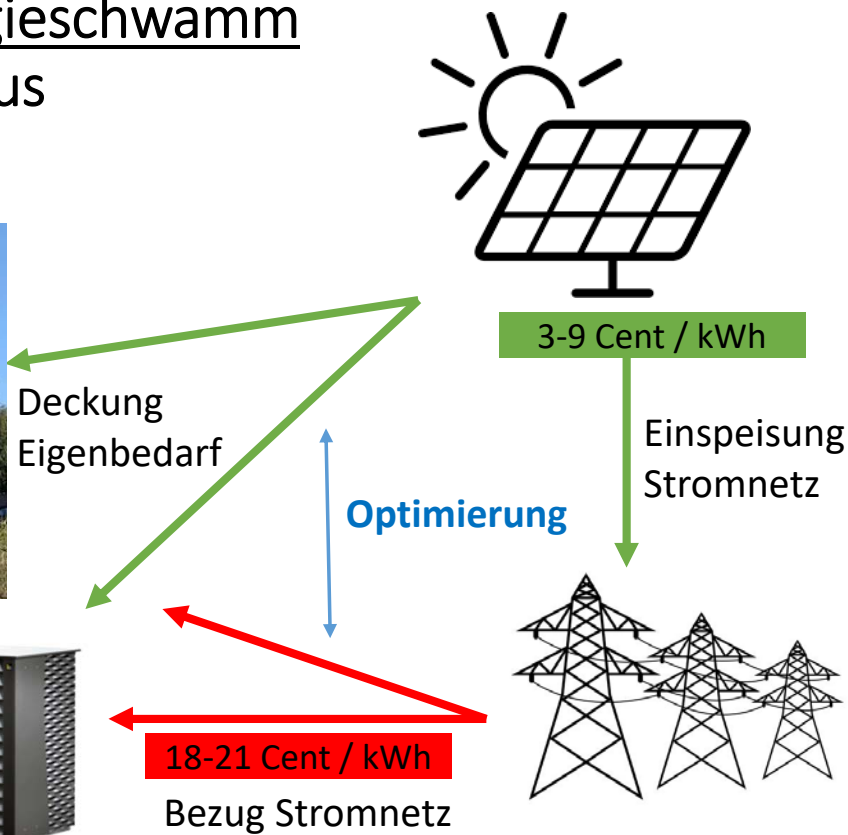 gieschwamm
us
3-9 Cent / kWh
Deckung
Eigenbedarf
Einspeisung
Stromnetz
Optimierung
18-21 Cent / kWh
Bezug Stromnetz